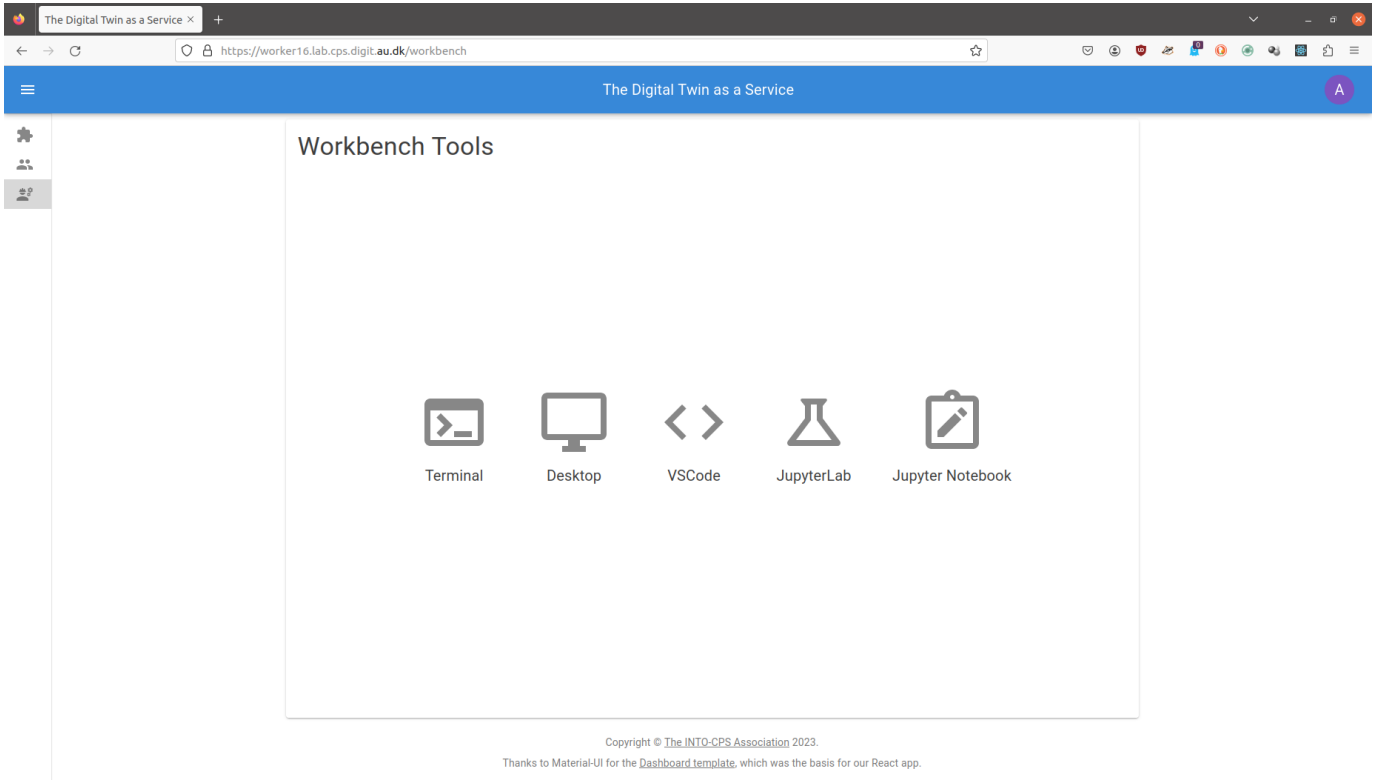 The Digital Twin as a Service
https://worker16.lab.cps.digit.au.dk/workbench
The Digital Twin as a Service
A
Workbench Tools
Terminal Desktop VSCode JupyterLab Jupyter Notebook
Copyright © The INTO-CPS Association 2023.
Thanks to Material-UI for the Dashboard template, which was the basis for our React app.